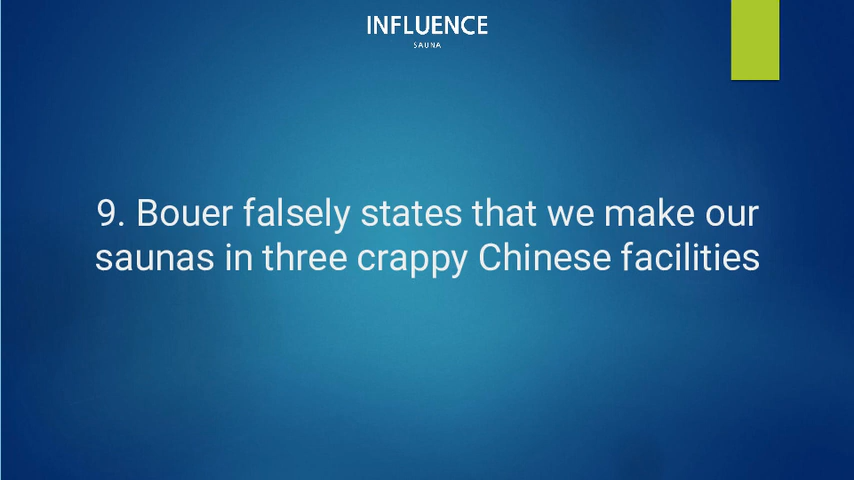 INFLUENCE
SAUNA
9. Bouer falsely states that we make our
saunas in three crappy Chinese facilities